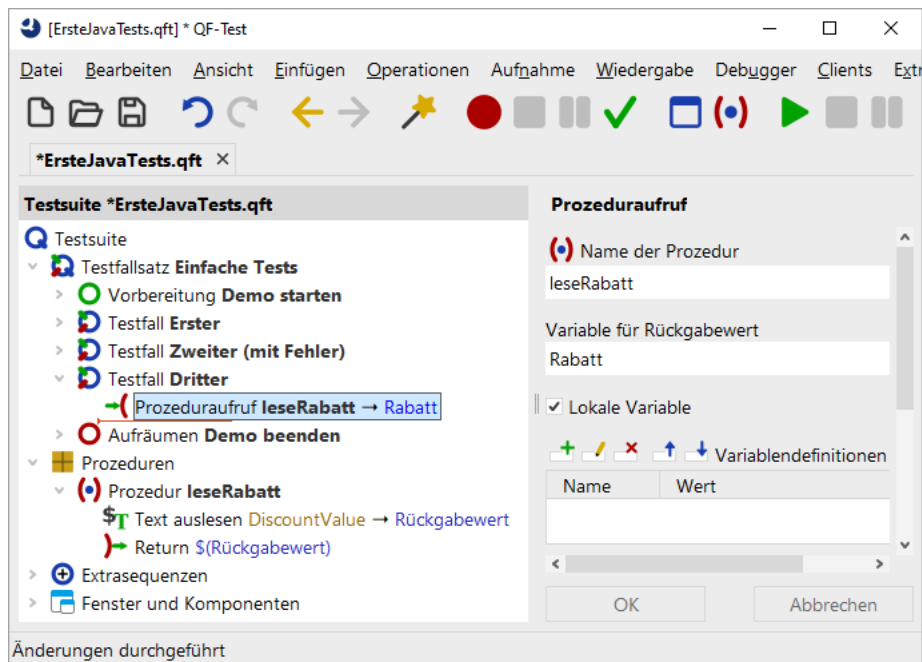 [ErsteJavaTests.qft] * QF-Test
Datei Bearbeiten Ansicht Einfügen Operationen Aufnahme Wiedergabe Debugger Clients Extr
*ErsteJavaTests.qft
Testsuite *ErsteJavaTests.qft
Testsuite
Testfallsatz Einfache Tests
Vorbereitung Demo starten
Testfall Erster
Testfall Zweiter (mit Fehler)
Testfall Dritter
Prozeduraufruf leseRabatt → Rabatt
Aufräumen Demo beenden
Prozeduren
Prozedur leseRabatt
$T Text auslesen DiscountValue → Rückgabewert
Return $(Rückgabewert)
Extrasequenzen
Fenster und Komponenten
Prozeduraufruf
Name der Prozedur
leseRabatt
Variable für Rückgabewert
Rabatt
Lokale Variable
Variablendefinitionen
Name Wert
OK Abbrechen
Änderungen durchgeführt